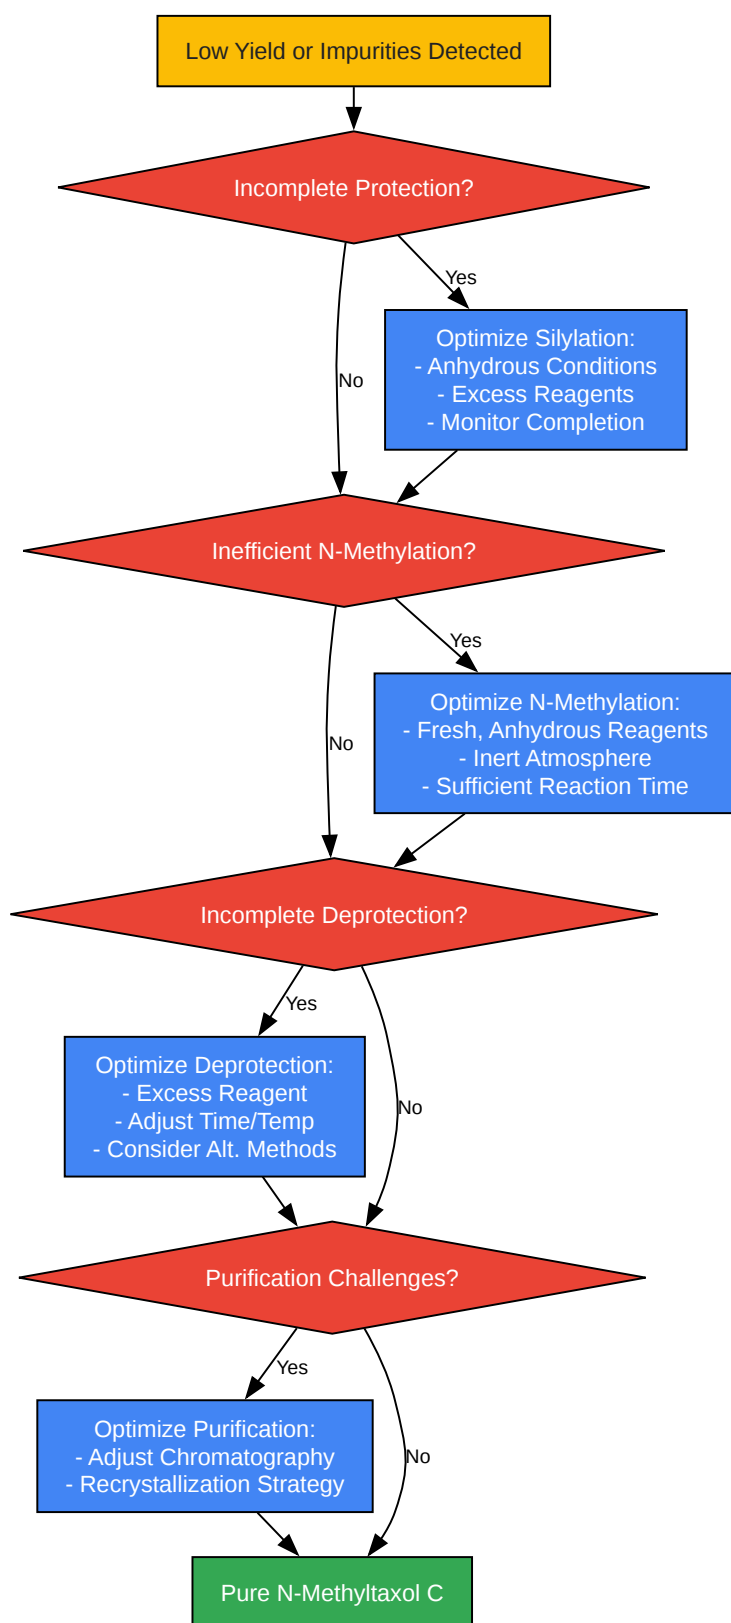 Low Yield or Impurities Detected
Incomplete Protection?
Yes
Optimize Silylation:
- Anhydrous Conditions
- Excess Reagents
- Monitor Completion
No
Inefficient N-Methylation?
Yes
Optimize N-Methylation:
- Fresh, Anhydrous Reagents
- Inert Atmosphere
- Sufficient Reaction Time
No
Incomplete Deprotection?
Yes
Optimize Deprotection:
- Excess Reagent
- Adjust Time/Temp
- Consider Alt. Methods
No
Purification Challenges?
Yes
Optimize Purification:
- Adjust Chromatography
- Recrystallization Strategy
No
Pure N-Methyltaxol C